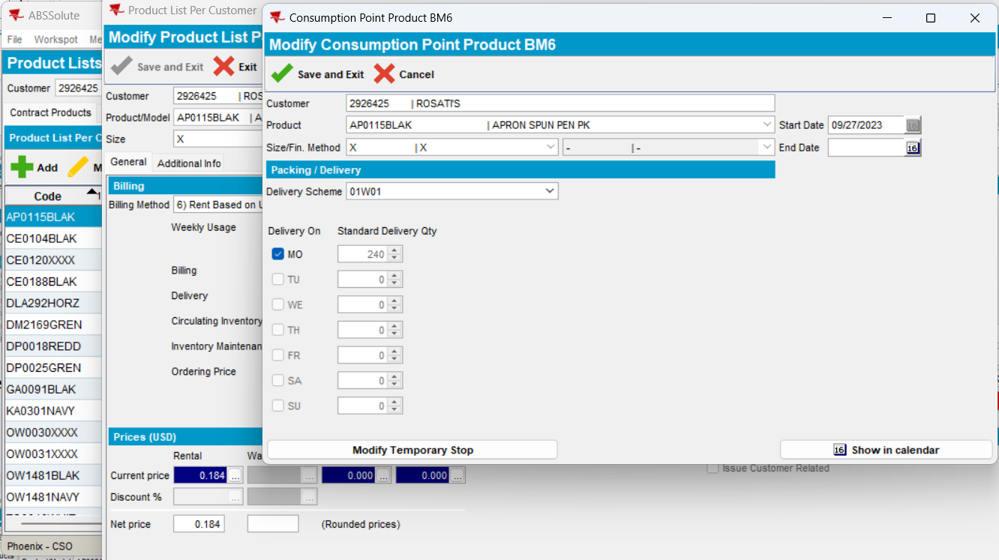 ABSSolute
File Workspot Me
Product Lists
Customer 2926425
Contract Products
Product List Per C
Add M
Code 1
AP0115BLAK
CE0104BLAK
CE0120XXXX
CE0188BLAK
DLA292HORZ
DM2169GREN
DP0018REDD
DP0025GREN
GA0091BLAK
KA0301NAVY
OW0030XXXX
OW0031XXXX
OW1481BLAK
OW1481NAVY
Phoenix - CSO
Product List Per Customer
Modify Product List P
Save and Exit Exit
Customer 2926425 | ROS
Product/Model AP0115BLAK | A
Size X
General Additional Info
Billing
Billing Method 6) Rent Based on U
Weekly Usage
Billing
Delivery
Circulating Inventory
Inventory Maintenan
Ordering Price
Prices (USD)
Rental Wa
Current price 0.184 ... ... 0.000 ... 0.000 ...
Discount % ... ...
Net price 0.184 (Rounded prices)
Issue Customer Related
Consumption Point Product BM6
Modify Consumption Point Product BM6
Save and Exit Cancel
Customer 2926425 | ROSATI'S
Product AP0115BLAK | APRON SPUN PEN PK Start Date 09/27/2023 16
Size/Fin. Method X | X - | - End Date 16
Packing / Delivery
Delivery Scheme 01W01
Delivery On Standard Delivery Qty
MO 240
TU 0
WE 0
TH 0
FR 0
SA 0
SU 0
Modify Temporary Stop 16 Show in calendar